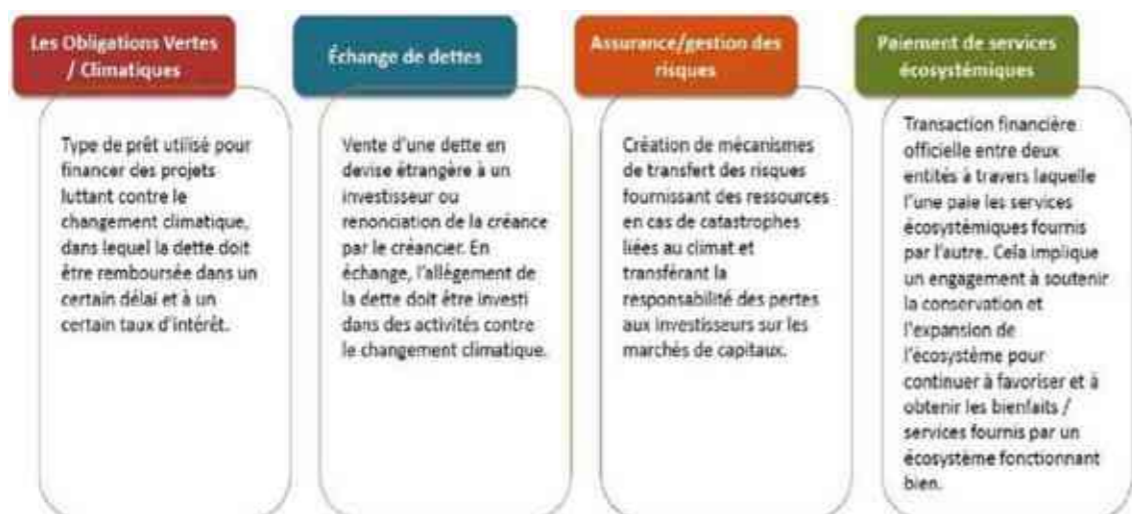 Les Obligations Vertes
/ Climatiques
Type de prêt utilisé pour
financer des projets
luttant contre le
changement climatique,
dans lequel la dette doit
être remboursée dans un
certain délai et à un
certain taux d'intérêt.
Échange de dettes
Vente d'une dette en
devise étrangère à un
investisseur ou
renonciation de la créance
par le créancier. En
échange, l'allègement de
la dette doit être investi
dans des activités contre
le changement climatique.
Assurance/gestion des
risques
Création de mécanismes
de transfert des risques
fournissant des ressources
en cas de catastrophes
liées au climat et
transférant la
responsabilité des pertes
aux investisseurs sur les
marchés de capitaux.
Paiement de services
écosystémiques
Transaction financière
officielle entre deux
entités à travers laquelle
l'une paie les services
écosystémiques fournis
par l'autre. Cela implique
un engagement à soutenir
la conservation et
l'expansion de
l'écosystème pour
continuer à favoriser et à
obtenir les bienfaits /
services fournis par un
écosystème fonctionnant
bien.